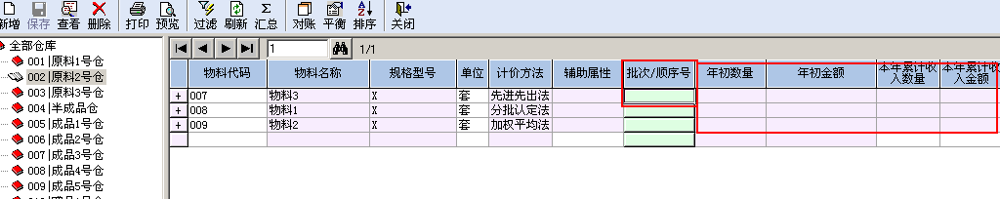 新增 保存 查看 删除 打印 预览 过滤 刷新 汇总 对账 平衡 排序 关闭
全部仓库
001|原料1号仓
002|原料2号仓
003|原料3号仓
004|半成品仓
005|成品1号仓
006|成品2号仓
007|成品3号仓
008|成品4号仓
009|成品5号仓
1 1/1
物料代码 物料名称 规格型号 单位 计价方法 辅助属性 批次/顺序号 年初数量 年初金额 本年累计收入数量 本年累计收入金额
+ 007 物料3 X 套 先进先出法
+ 008 物料1 X 套 分批认定法
+ 009 物料2 X 套 加权平均法